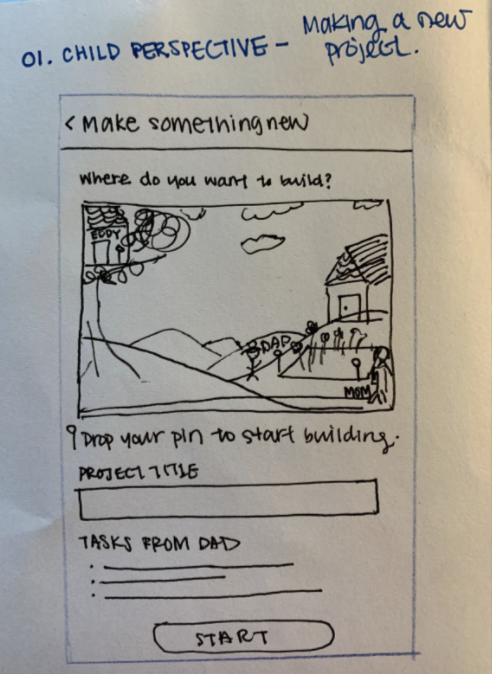 01. CHILD PERSPECTIVE - Making a new project.
< Make something new
Where do you want to build?
EDDY
DAD
MOM
Drop your pin to start building.
PROJECT TITLE
TASKS FROM DAD
START